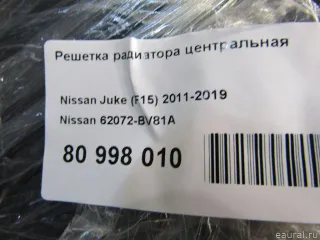 Решетка радиатора центральная
Nissan Juke (F15) 2011-2019
Nissan 62072-BV81A
80 998 010
eaural.ru